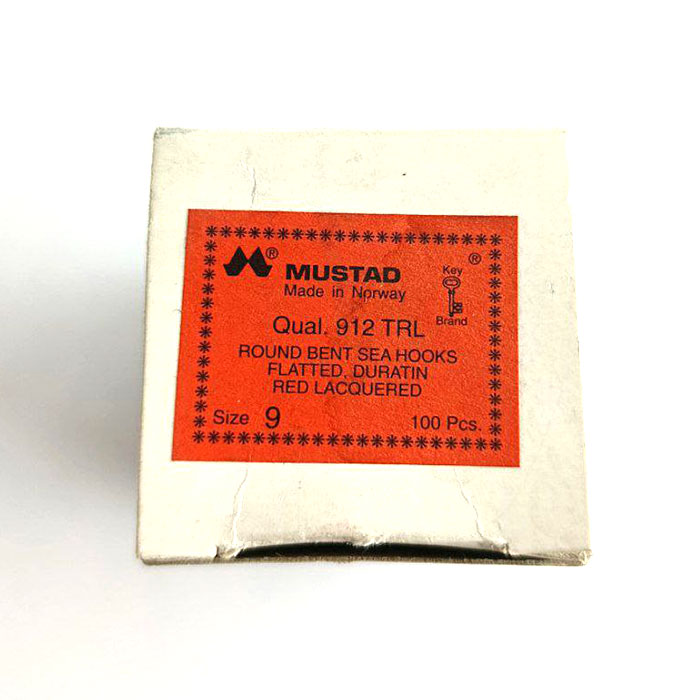 ® MUSTAD ®
Made in Norway
Key
Brand
Qual. 912 TRL
ROUND BENT SEA HOOKS
FLATTED, DURATIN
RED LACQUERED
Size 9 100 Pcs.